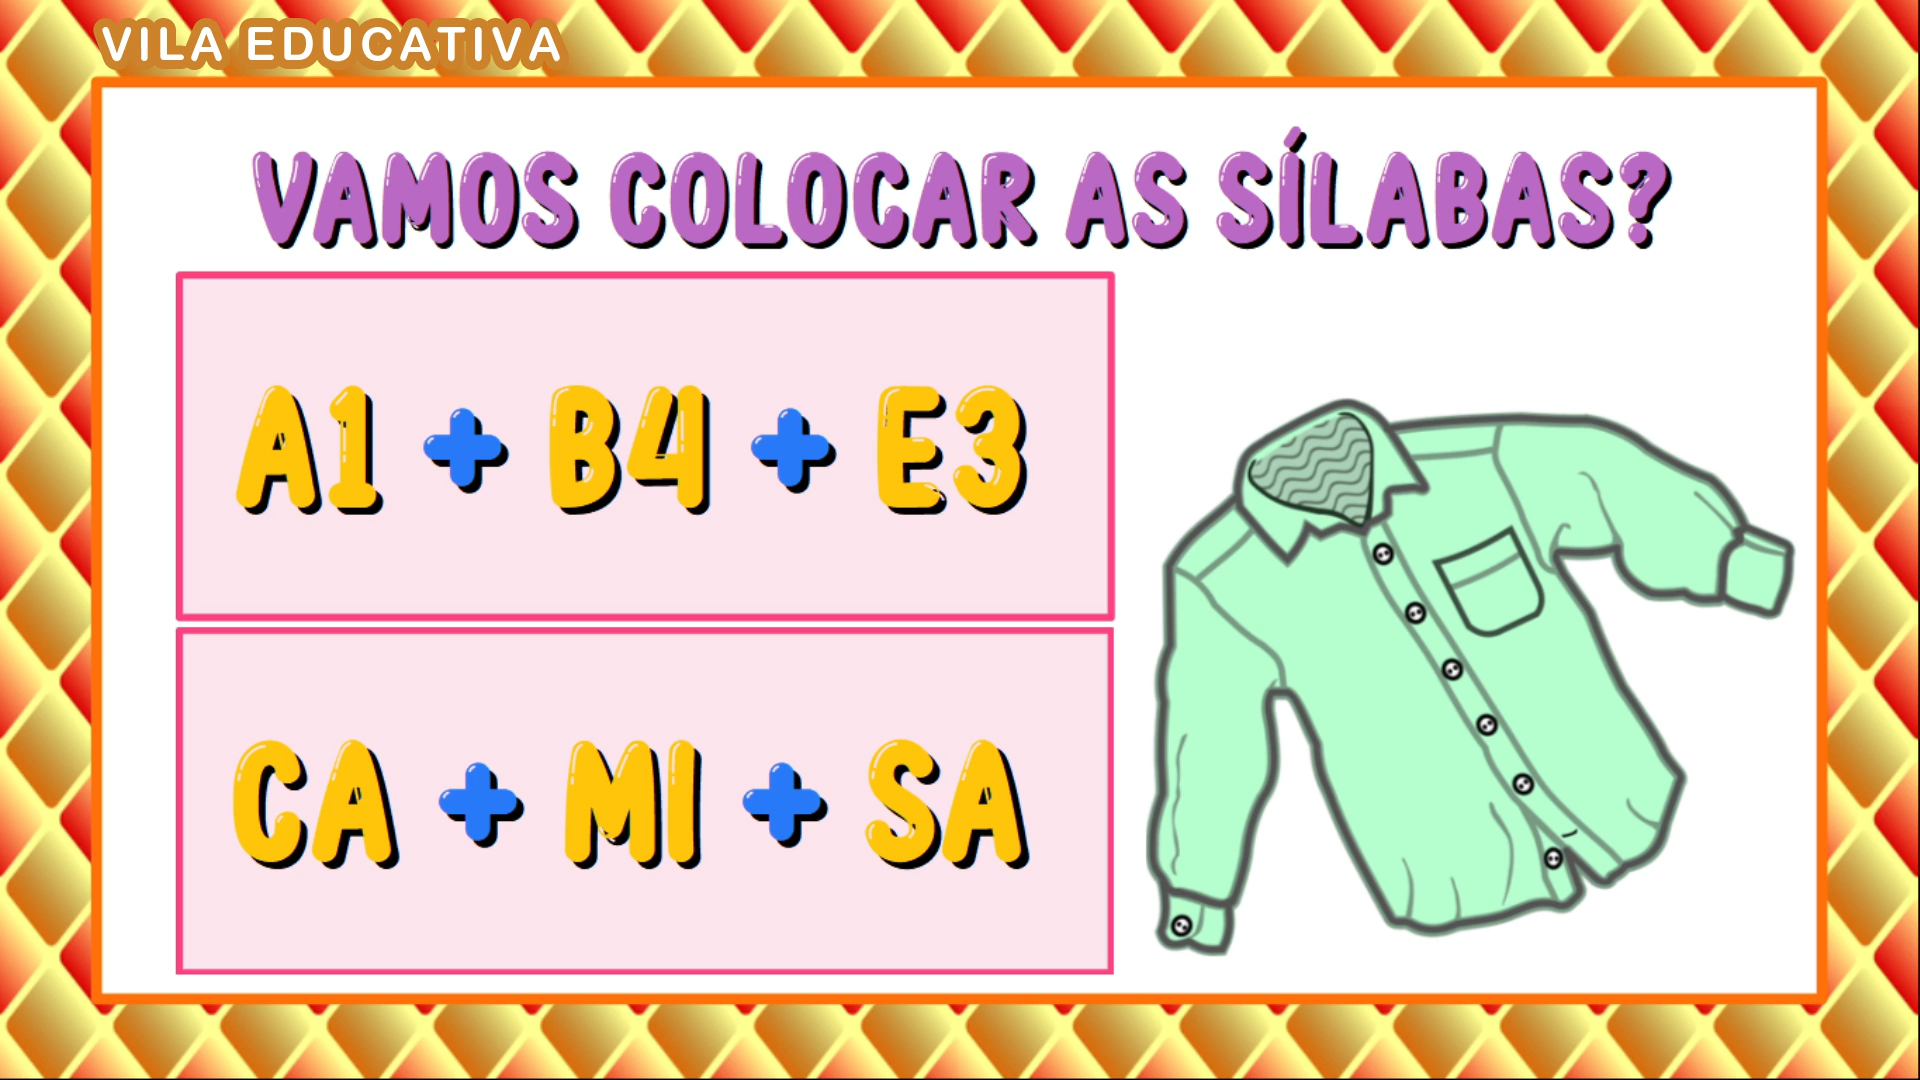 VILA EDUCATIVA
VAMOS COLOCAR AS SÍLABAS?
A1 + B4 + E3
CA + MI + SA